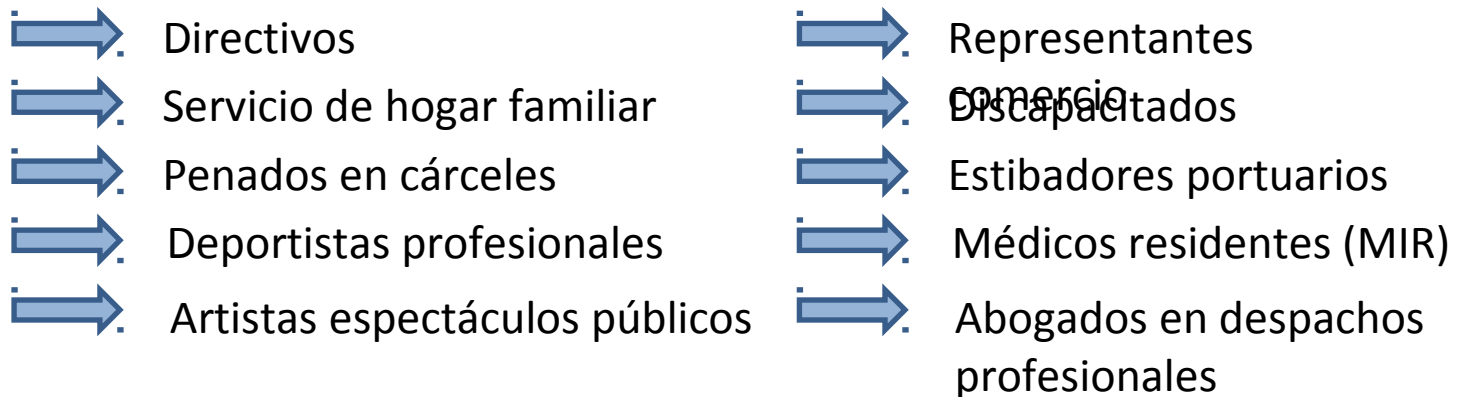 Directivos
Servicio de hogar familiar
Penados en cárceles
Deportistas profesionales
Artistas espectáculos públicos
Representantes
comercio
Discapacitados
Estibadores portuarios
Médicos residentes (MIR)
Abogados en despachos
profesionales